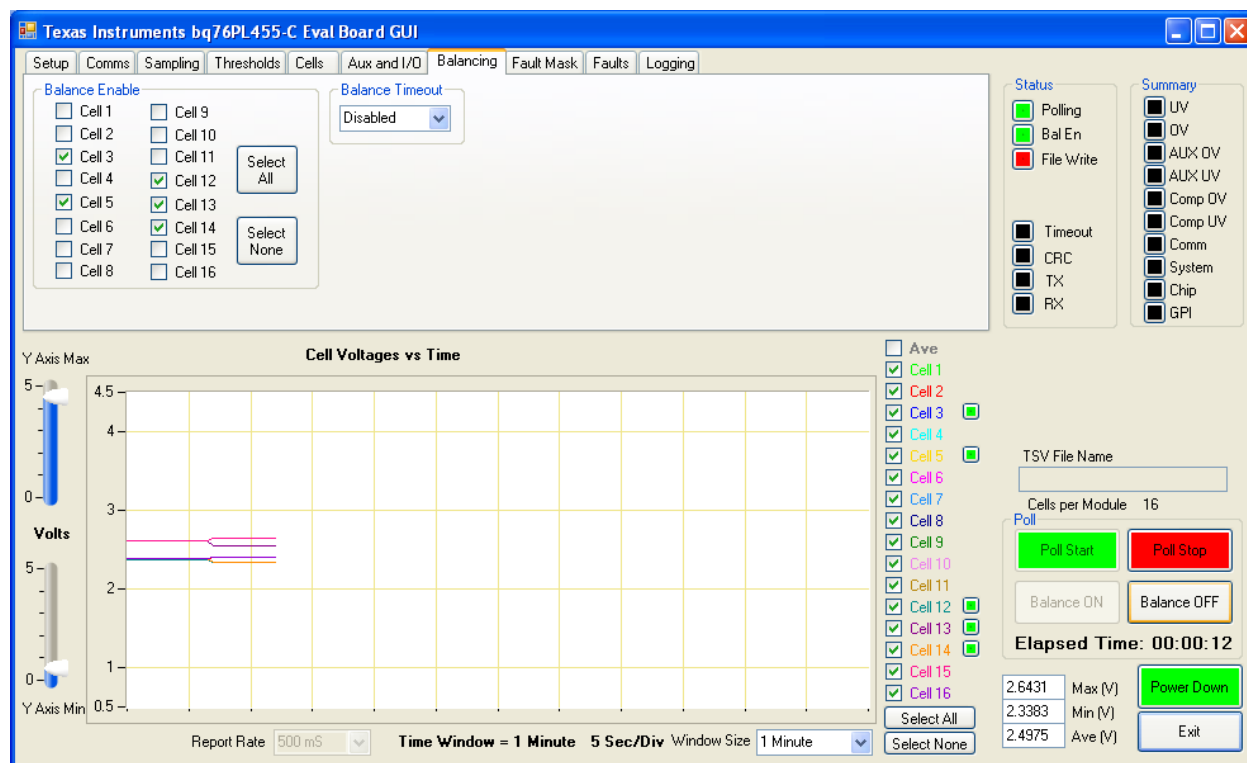 Texas Instruments bq76PL455-C Eval Board GUI
Setup Comms Sampling Thresholds Cells Aux and I/O Balancing Fault Mask Faults Logging
Balance Enable
Cell 1
Cell 2
Cell 3
Cell 4
Cell 5
Cell 6
Cell 7
Cell 8
Cell 9
Cell 10
Cell 11
Cell 12
Cell 13
Cell 14
Cell 15
Cell 16
Select
All
Select
None
Balance Timeout
Disabled
Status
Polling
Bal En
File Write
Timeout
CRC
TX
RX
Summary
UV
OV
AUX OV
AUX UV
Comp OV
Comp UV
Comm
System
Chip
GPI
Y Axis Max
5
0
Volts
5
0
Y Axis Min
Cell Voltages vs Time
4.5
4
3
2
1
0.5
Report Rate 500 mS
Time Window = 1 Minute 5 Sec/Div
Window Size 1 Minute
Ave
Cell 1
Cell 2
Cell 3
Cell 4
Cell 5
Cell 6
Cell 7
Cell 8
Cell 9
Cell 10
Cell 11
Cell 12
Cell 13
Cell 14
Cell 15
Cell 16
Select All
Select None
TSV File Name
Cells per Module 16
Poll
Poll Start Poll Stop
Balance ON Balance OFF
Elapsed Time: 00:00:12
2.6431 Max (V)
2.3383 Min (V)
2.4975 Ave (V)
Power Down
Exit